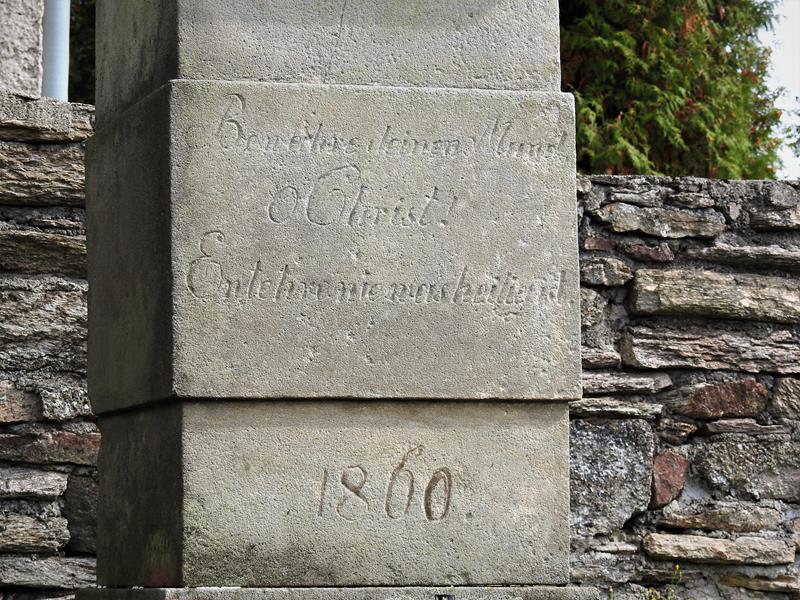 Bewahre deinen Mund
O Christ!
Entehre nie was heilig ist.
1860